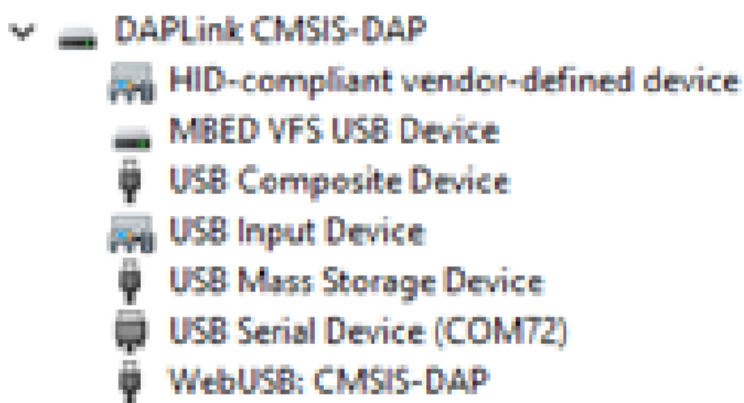 DAPLink CMSIS-DAP
HID-compliant vendor-defined device
MBED VFS USB Device
USB Composite Device
USB Input Device
USB Mass Storage Device
USB Serial Device (COM72)
WebUSB: CMSIS-DAP